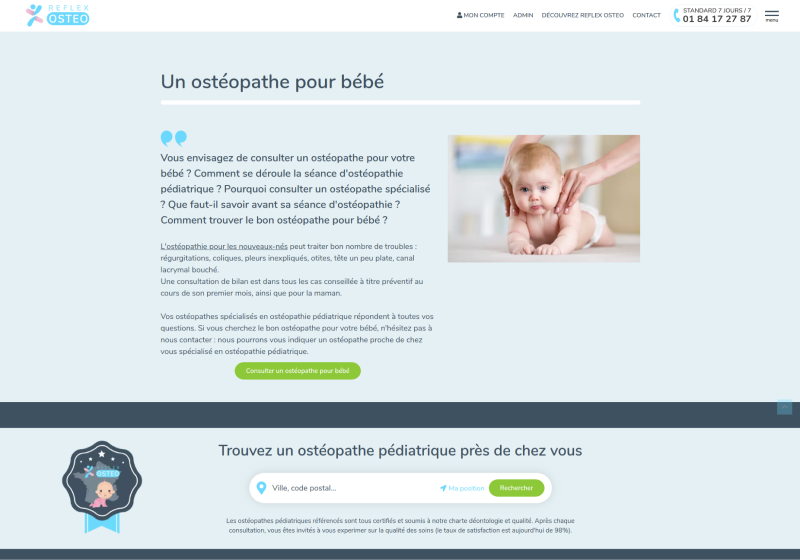 REFLEX
OSTEO
MON COMPTE ADMIN DÉCOUVREZ REFLEX OSTEO CONTACT
STANDARD 7 JOURS / 7
01 84 17 27 87
menu
Un ostéopathe pour bébé
Vous envisagez de consulter un ostéopathe pour votre
bébé ? Comment se déroule la séance d'ostéopathie
pédiatrique ? Pourquoi consulter un ostéopathe spécialisé
? Que faut-il savoir avant sa séance d'ostéopathie ?
Comment trouver le bon ostéopathe pour bébé ?
L'ostéopathie pour les nouveaux-nés peut traiter bon nombre de troubles :
régurgitations, coliques, pleurs inexpliqués, otites, tête un peu plate, canal
lacrymal bouché.
Une consultation de bilan est dans tous les cas conseillée à titre préventif au
cours de son premier mois, ainsi que pour la maman.
Vos ostéopathes spécialisés en ostéopathie pédiatrique répondent à toutes vos
questions. Si vous cherchez le bon ostéopathe pour votre bébé, n'hésitez pas à
nous contacter : nous pourrons vous indiquer un ostéopathe proche de chez
vous spécialisé en ostéopathie pédiatrique.
Consulter un ostéopathe pour bébé
OSTEO
Trouvez un ostéopathe pédiatrique près de chez vous
Ville, code postal... Ma position Rechercher
Les ostéopathes pédiatriques référencés sont tous certifiés et soumis à notre charte déontologie et qualité. Après chaque
consultation, vous êtes invités à vous experimer sur la qualité des soins (le taux de satisfaction est aujourd'hui de 98%).